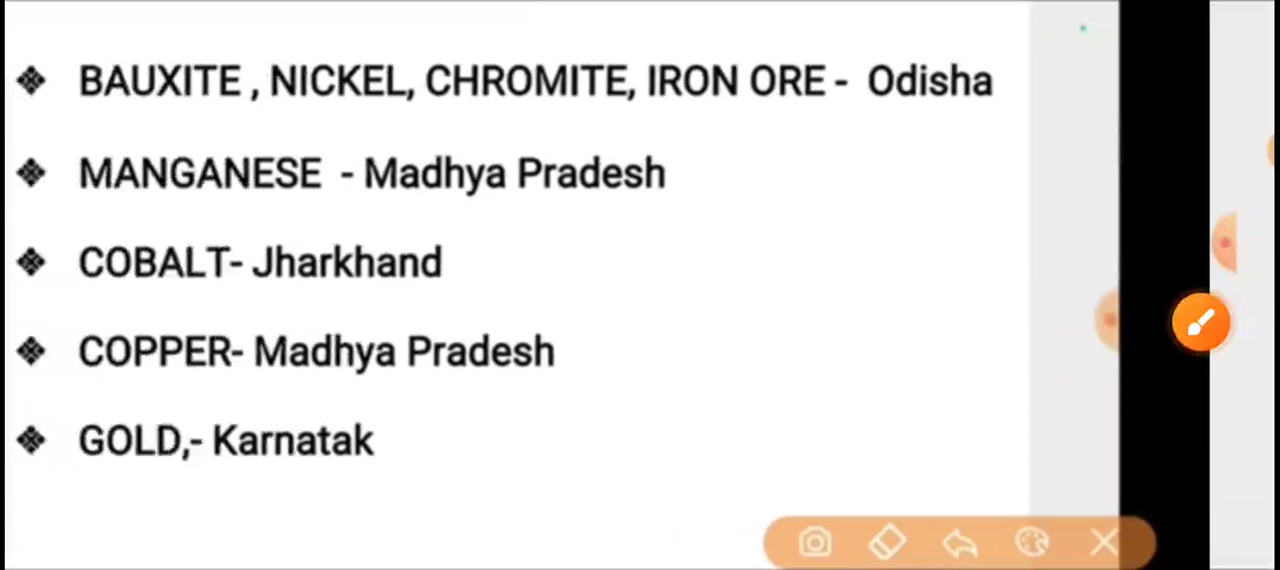 ❖ BAUXITE , NICKEL, CHROMITE, IRON ORE - Odisha
❖ MANGANESE - Madhya Pradesh
❖ COBALT- Jharkhand
❖ COPPER- Madhya Pradesh
❖ GOLD,- Karnatak